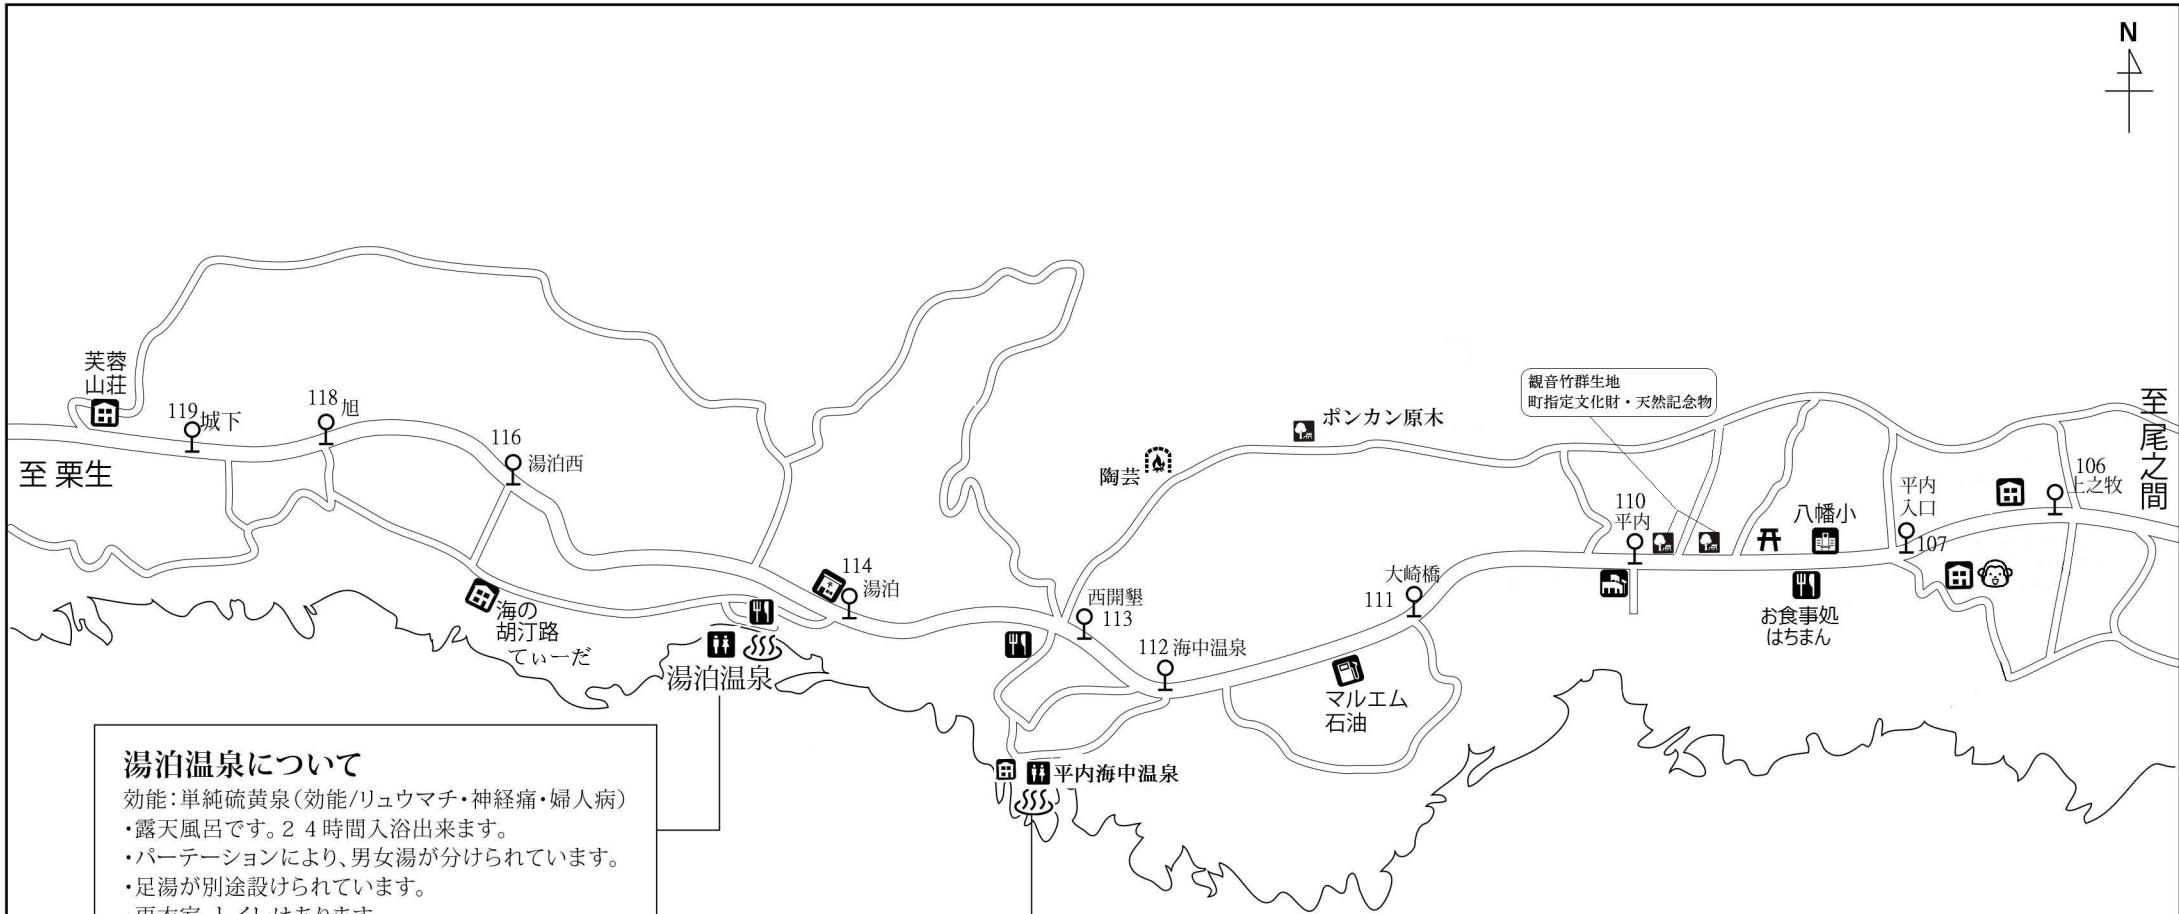 N
芙蓉
山荘
119 城下
118 旭
116
湯泊西
至 栗生
海の
胡汀路
てぃーだ
114
湯泊
湯泊温泉
西開墾
113
112 海中温泉
平内海中温泉
陶芸
ポンカン原木
大崎橋
111
マルエム
石油
観音竹群生地
町指定文化財・天然記念物
110
平内
八幡小
お食事処
はちまん
平内
入口
107
106
上之牧
至尾之間
湯泊温泉について
効能：単純硫黄泉（効能/リュウマチ・神経痛・婦人病）
・露天風呂です。２４時間入浴出来ます。
・パーテーションにより、男女湯が分けられています。
・足湯が別途設けられています。